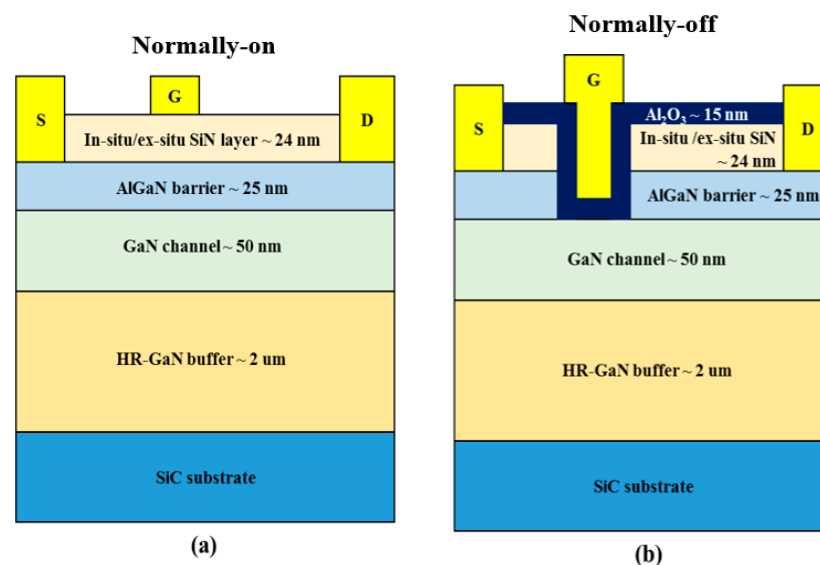 Normally-on
S
G
D
In-situ/ex-situ SiN layer ~ 24 nm
AlGaN barrier ~ 25 nm
GaN channel ~ 50 nm
HR-GaN buffer ~ 2 um
SiC substrate
(a)
Normally-off
G
S
Al₂O₃ ~ 15 nm
D
In-situ /ex-situ SiN
~ 24 nm
AlGaN barrier ~ 25 nm
GaN channel ~ 50 nm
HR-GaN buffer ~ 2 um
SiC substrate
(b)